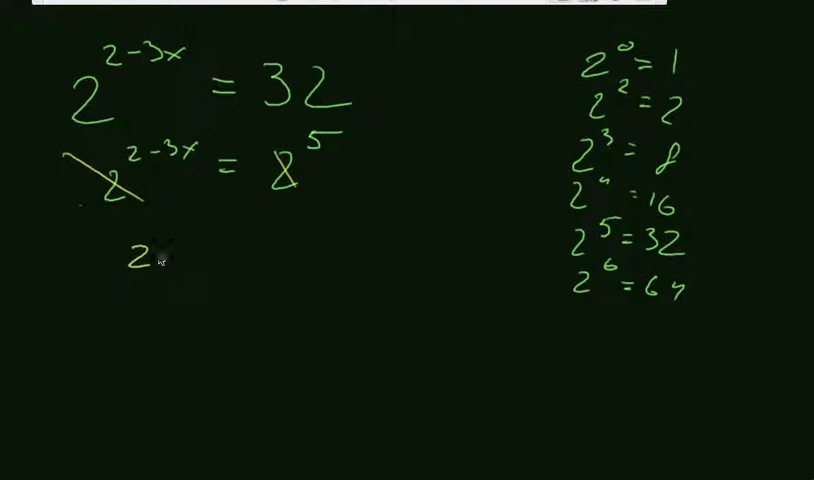 2^{2-3x} = 32
2^{2-3x} = 2^5
2
2^0 = 1
2^2 = 2
2^3 = 8
2^4 = 16
2^5 = 32
2^6 = 64